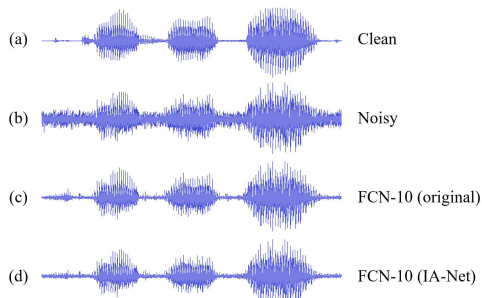 (a) Clean
(b) Noisy
(c) FCN-10 (original)
(d) FCN-10 (IA-Net)